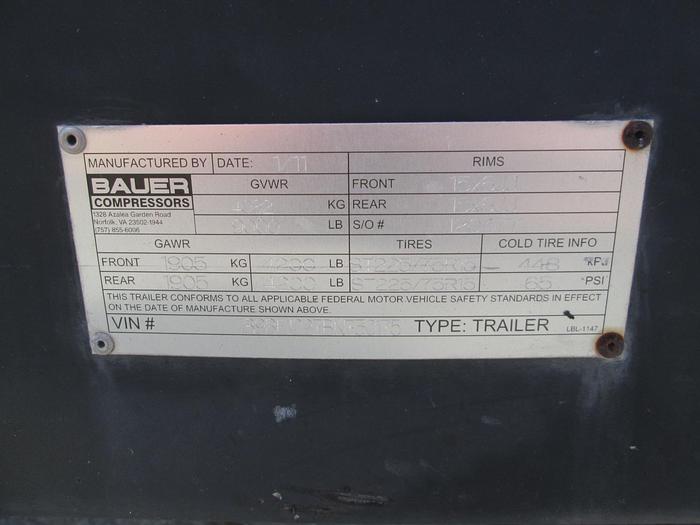 MANUFACTURED BY DATE: 1/11 RIMS
BAUER
COMPRESSORS
1328 Azalea Garden Road
Norfolk, VA 23502-1944
(757) 855-6006
GVWR FRONT
KG REAR
LB S/O #
GAWR TIRES COLD TIRE INFO
FRONT 1905 KG 4200 LB 448 KPA
REAR 1905 KG 4200 LB ST225/75R15 65 PSI
THIS TRAILER CONFORMS TO ALL APPLICABLE FEDERAL MOTOR VEHICLE SAFETY STANDARDS IN EFFECT
ON THE DATE OF MANUFACTURE SHOWN ABOVE.
VIN # TYPE: TRAILER LBL-1147